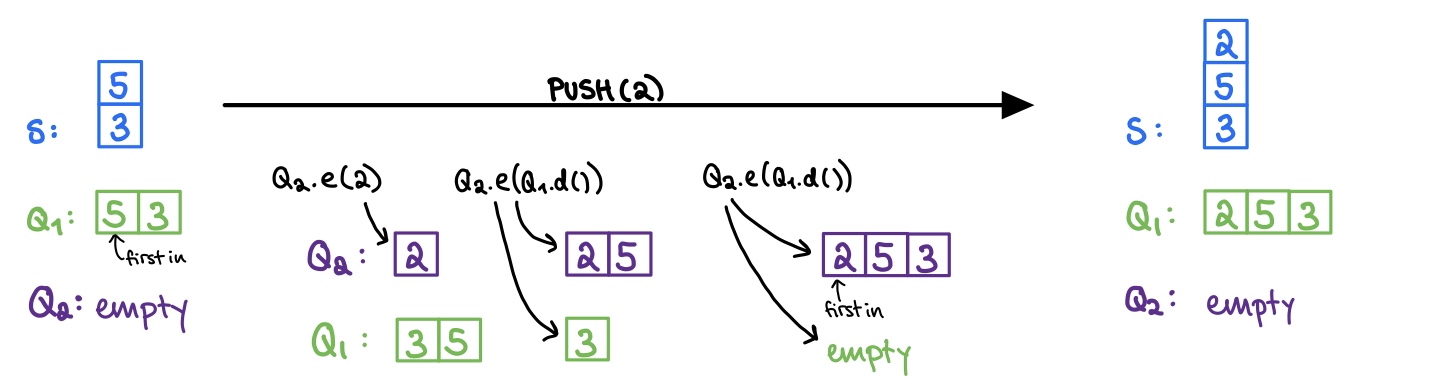 S:
5
3
Q1: 5 3
first in
Q2: empty
PUSH(2)
Q2.e(2)
Q2: 2
Q1: 3 5
Q2.e(Q1.d())
2 5
3
Q2.e(Q1.d())
2 5 3
first in
empty
S:
2
5
3
Q1: 2 5 3
Q2: empty